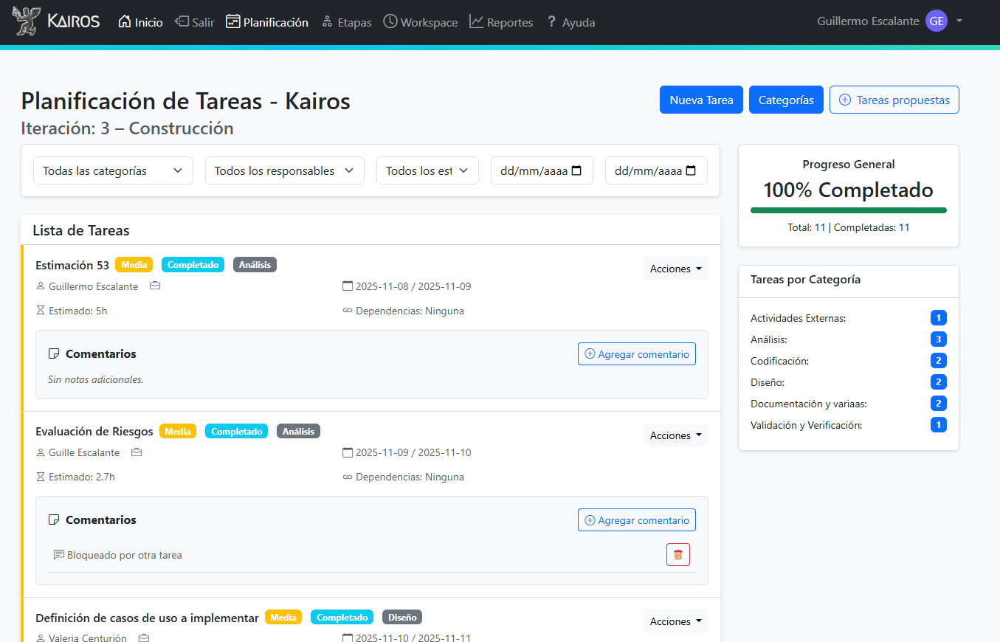 KAIROS Inicio Salir Planificación Etapas Workspace Reportes ? Ayuda Guillermo Escalante GE
Planificación de Tareas - Kairos
Iteración: 3 – Construcción
Nueva Tarea Categorías Tareas propuestas
Todas las categorías Todos los responsables Todos los est dd/mm/aaaa dd/mm/aaaa
Lista de Tareas
Estimación 53 Media Completado Análisis Acciones
Guillermo Escalante 2025-11-08 / 2025-11-09
Estimado: 5h Dependencias: Ninguna
Comentarios Agregar comentario
Sin notas adicionales.
Evaluación de Riesgos Media Completado Análisis Acciones
Guille Escalante 2025-11-09 / 2025-11-10
Estimado: 2.7h Dependencias: Ninguna
Comentarios Agregar comentario
Bloqueado por otra tarea
Definición de casos de uso a implementar Media Completado Diseño Acciones
Valeria Centurión 2025-11-10 / 2025-11-11
Progreso General
100% Completado
Total: 11 | Completadas: 11
Tareas por Categoría
Actividades Externas: 1
Análisis: 3
Codificación: 2
Diseño: 2
Documentación y variaas: 2
Validación y Verificación: 1